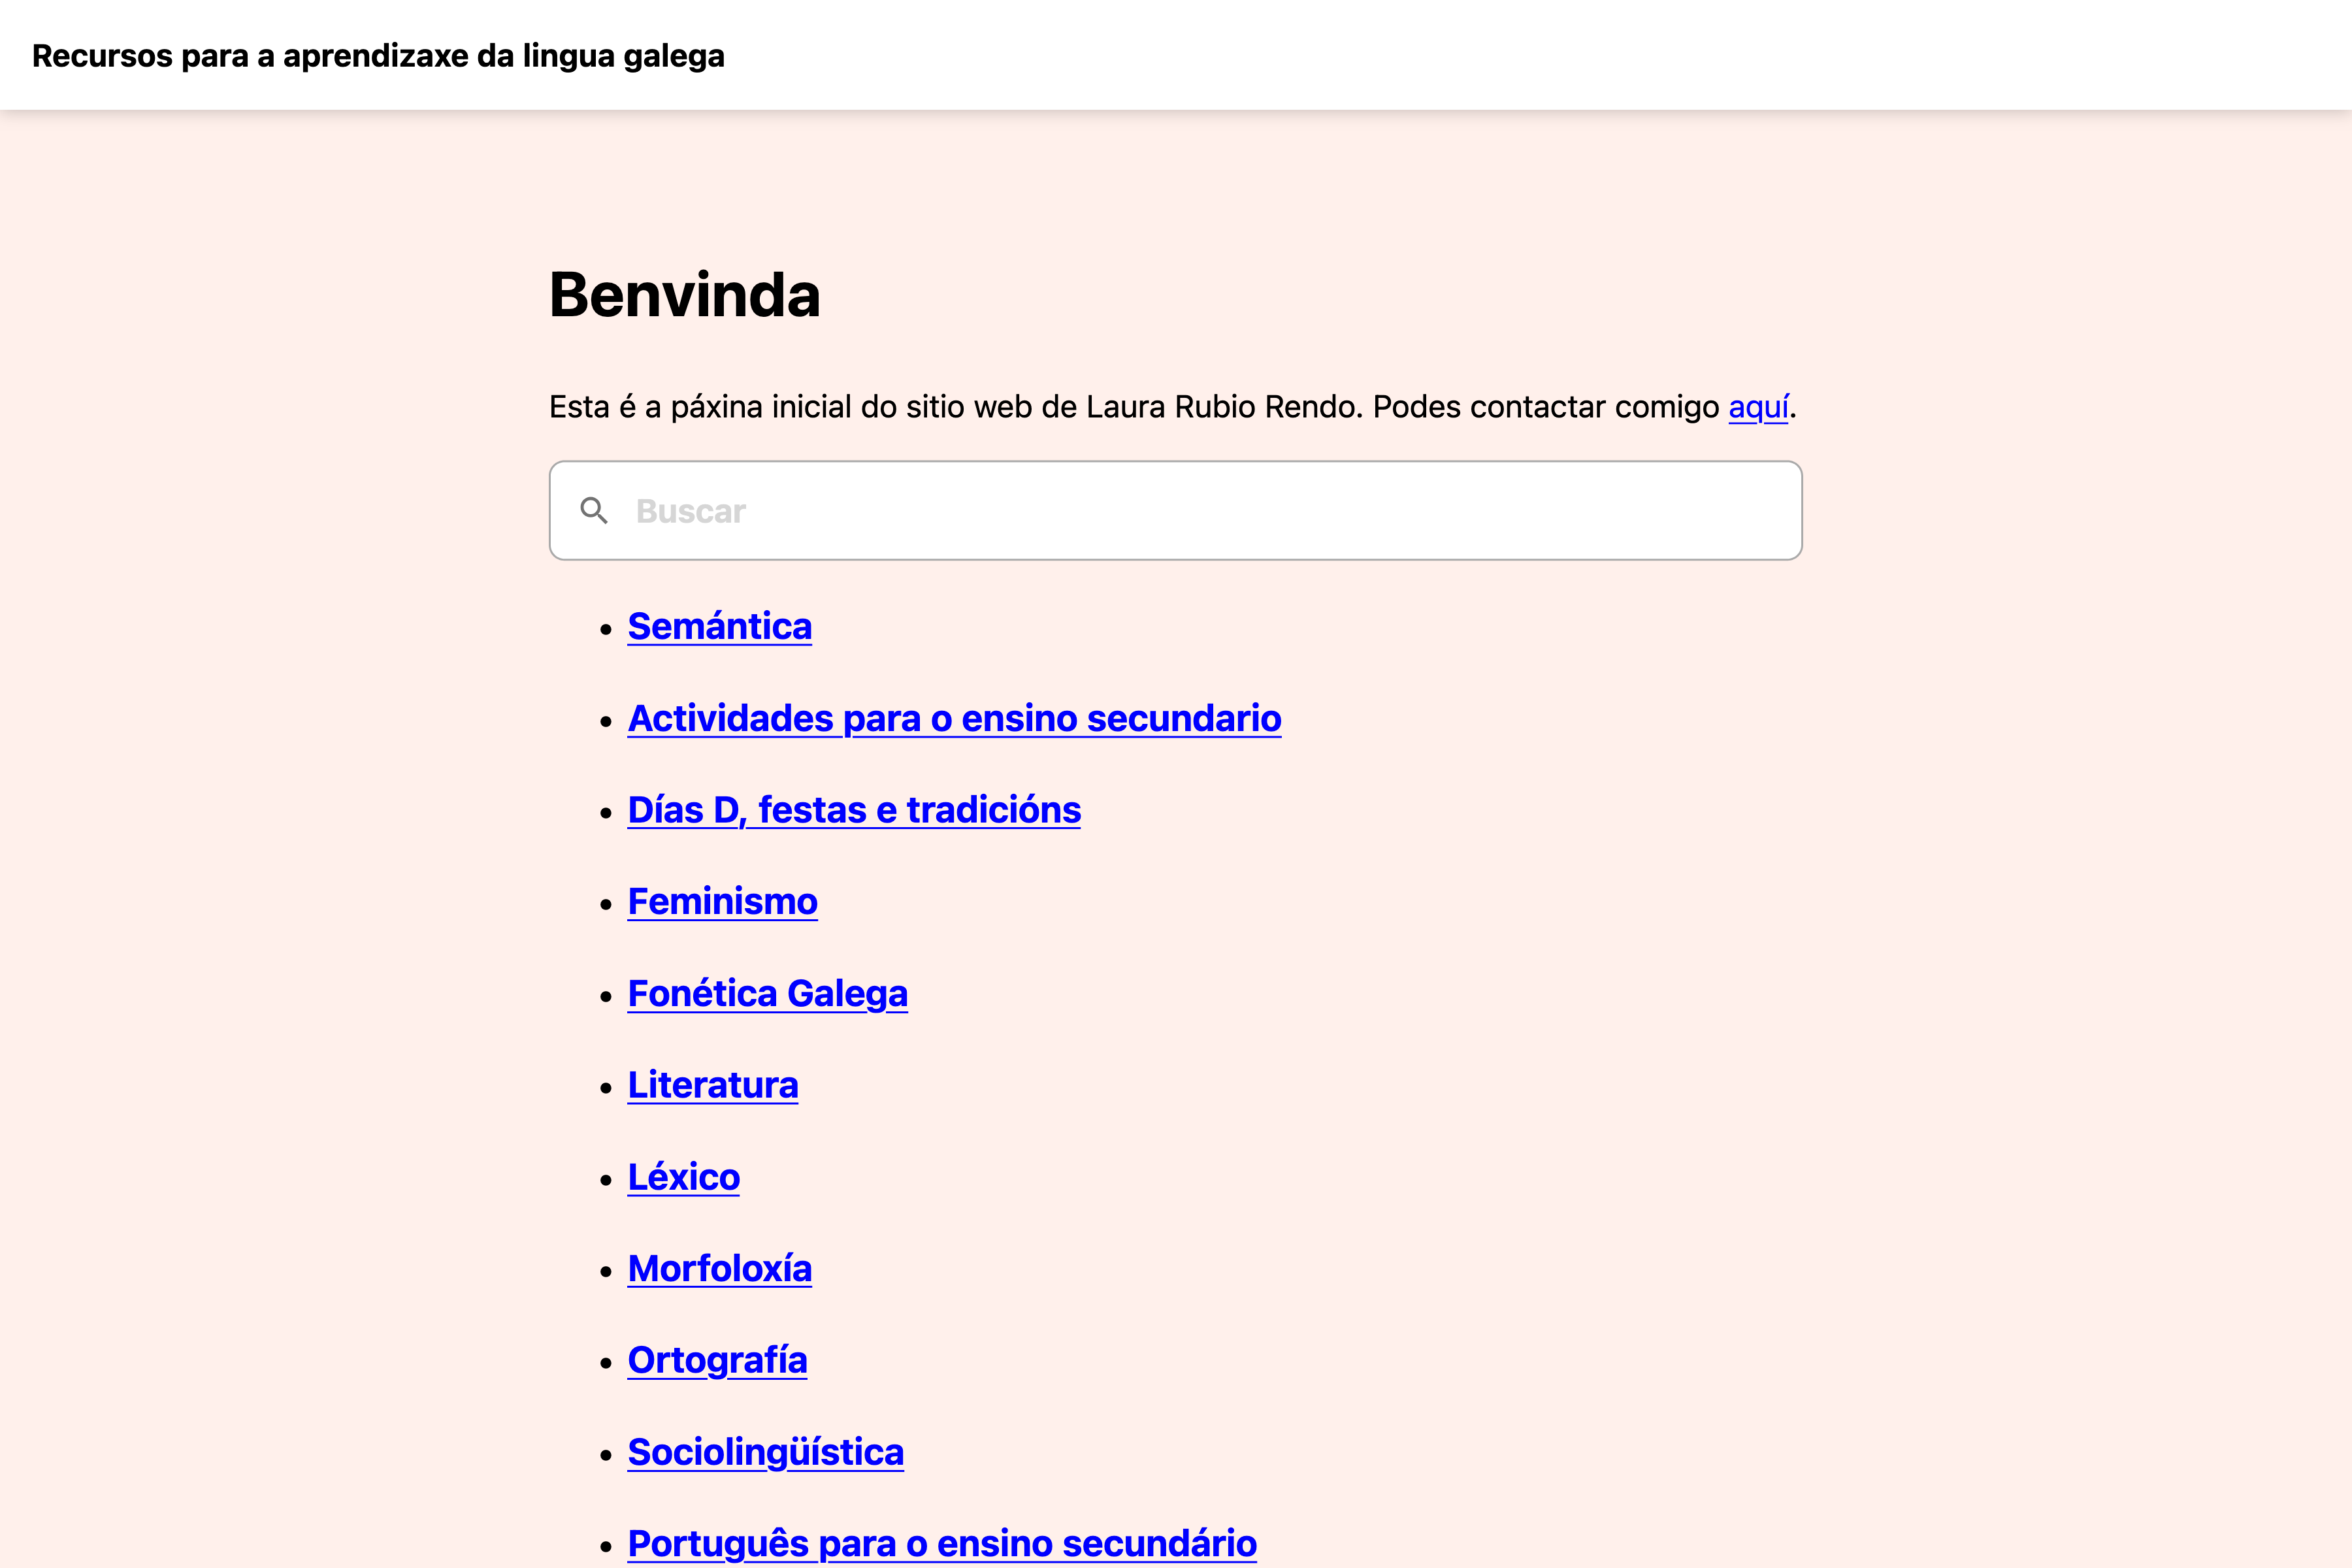 Recursos para a aprendizaxe da lingua galega
Benvinda
Esta é a páxina inicial do sitio web de Laura Rubio Rendo. Podes contactar comigo aquí.
Buscar
Semántica
Actividades para o ensino secundario
Días D, festas e tradicións
Feminismo
Fonética Galega
Literatura
Léxico
Morfoloxía
Ortografía
Sociolingüística
Português para o ensino secundário